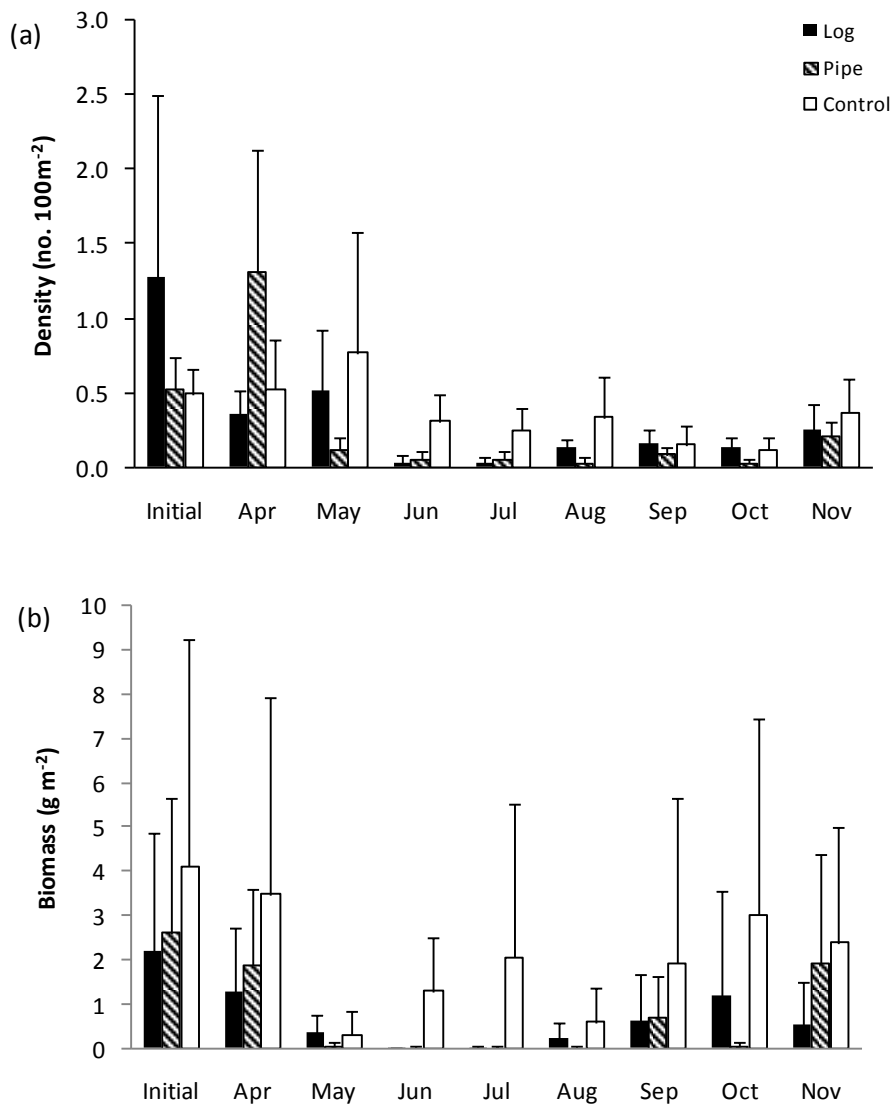 (a)
3.0
2.5
2.0
1.5
1.0
0.5
0.0
Density (no. 100m⁻²)
Log
Pipe
Control
Initial Apr May Jun Jul Aug Sep Oct Nov
(b)
10
9
8
7
6
5
4
3
2
1
0
Biomass (g m⁻²)
Initial Apr May Jun Jul Aug Sep Oct Nov